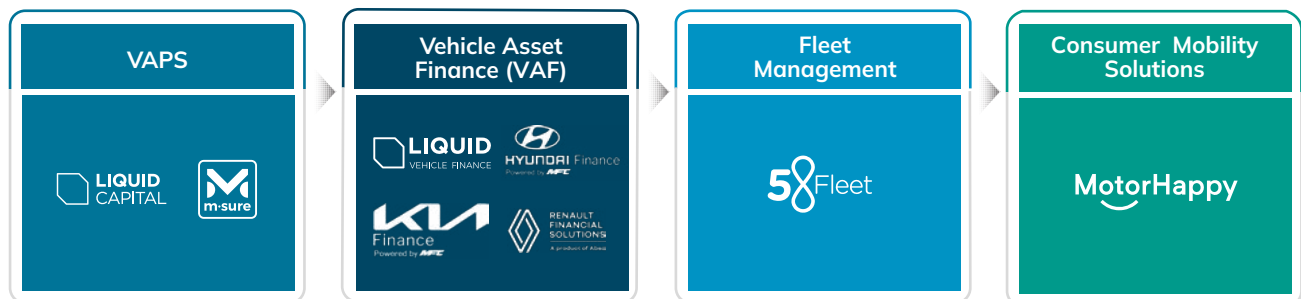 VAPS
LIQUID
CAPITAL
m·sure
Vehicle Asset
Finance (VAF)
LIQUID
VEHICLE FINANCE
HYUNDAI Finance
Powered by MFC
KIA
Finance
Powered by MFC
RENAULT
FINANCIAL
SOLUTIONS
A product of Absa
Fleet
Management
58Fleet
Consumer Mobility
Solutions
MotorHappy